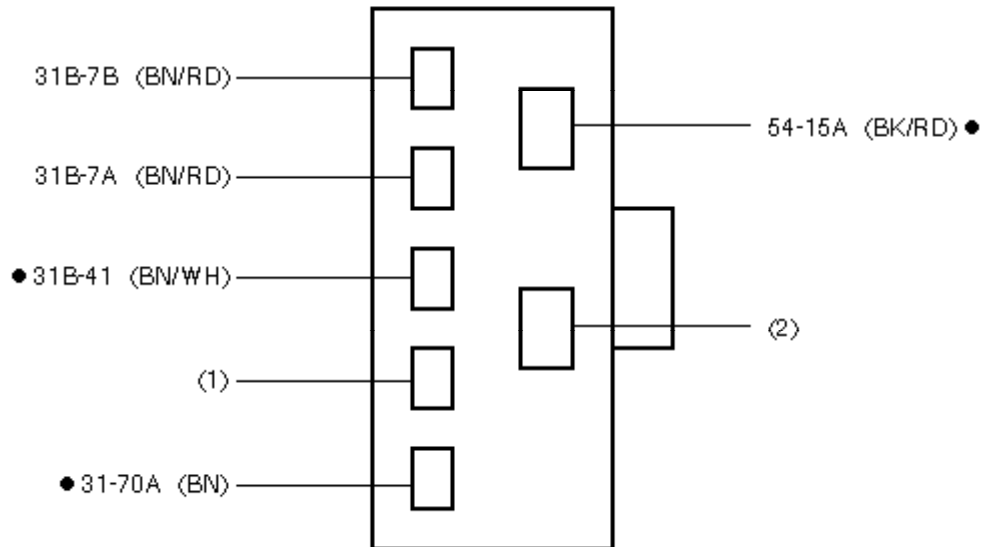 31B-7B (BN/RD)
54-15A (BK/RD) ●
31B-7A (BN/RD)
● 31B-41 (BN/WH)
(2)
(1)
● 31-70A (BN)